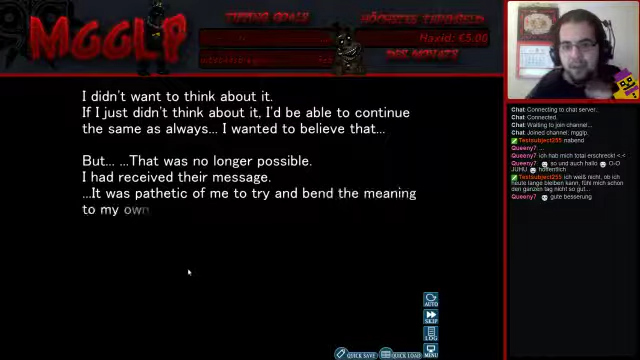 MGGLP
TIPPING GOALS
HÖCHSTES TRINKGELD
Naxid: €5.00
DES MONATS
I didn't want to think about it.
If I just didn't think about it, I'd be able to continue
the same as always... I wanted to believe that...
But... ...That was no longer possible.
I had received their message.
...It was pathetic of me to try and bend the meaning
to my own
AUTO
SKIP
LOG
MENU
QUICK SAVE
QUICK LOAD
Chat: Connecting to chat server..
Chat: Connected.
Chat: Waiting to join channel...
Chat: Joined channel: mgglp.
Testsubject255: nabend
Queeny7: ...
Queeny7: ich hab mich total erschreckt <.<
Queeny7: so und auch hallo O-O
JUHU hoffentlich
Testsubject255: ich weiß nicht, ob ich
heute lange bleiben kann, fühl mich schon
den ganzen tag nicht so gut...
Queeny7: gute besserung